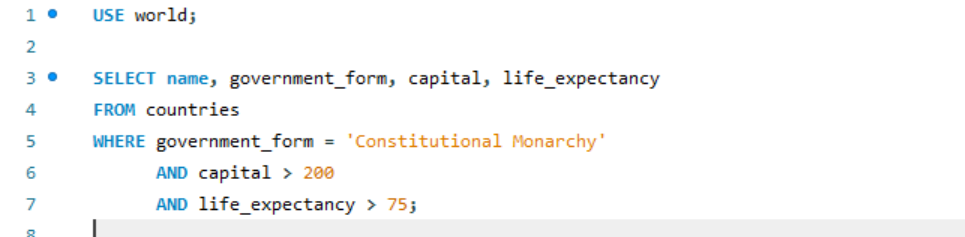 1 USE world;
2
3 SELECT name, government_form, capital, life_expectancy
4 FROM countries
5 WHERE government_form = 'Constitutional Monarchy'
6 AND capital > 200
7 AND life_expectancy > 75;
8